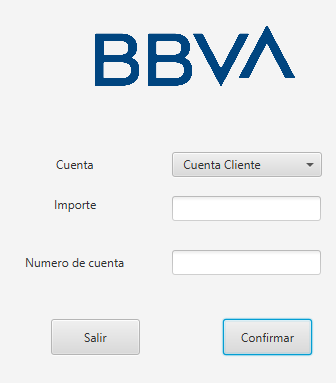 BBVA
Cuenta
Cuenta Cliente
Importe
Numero de cuenta
Salir
Confirmar